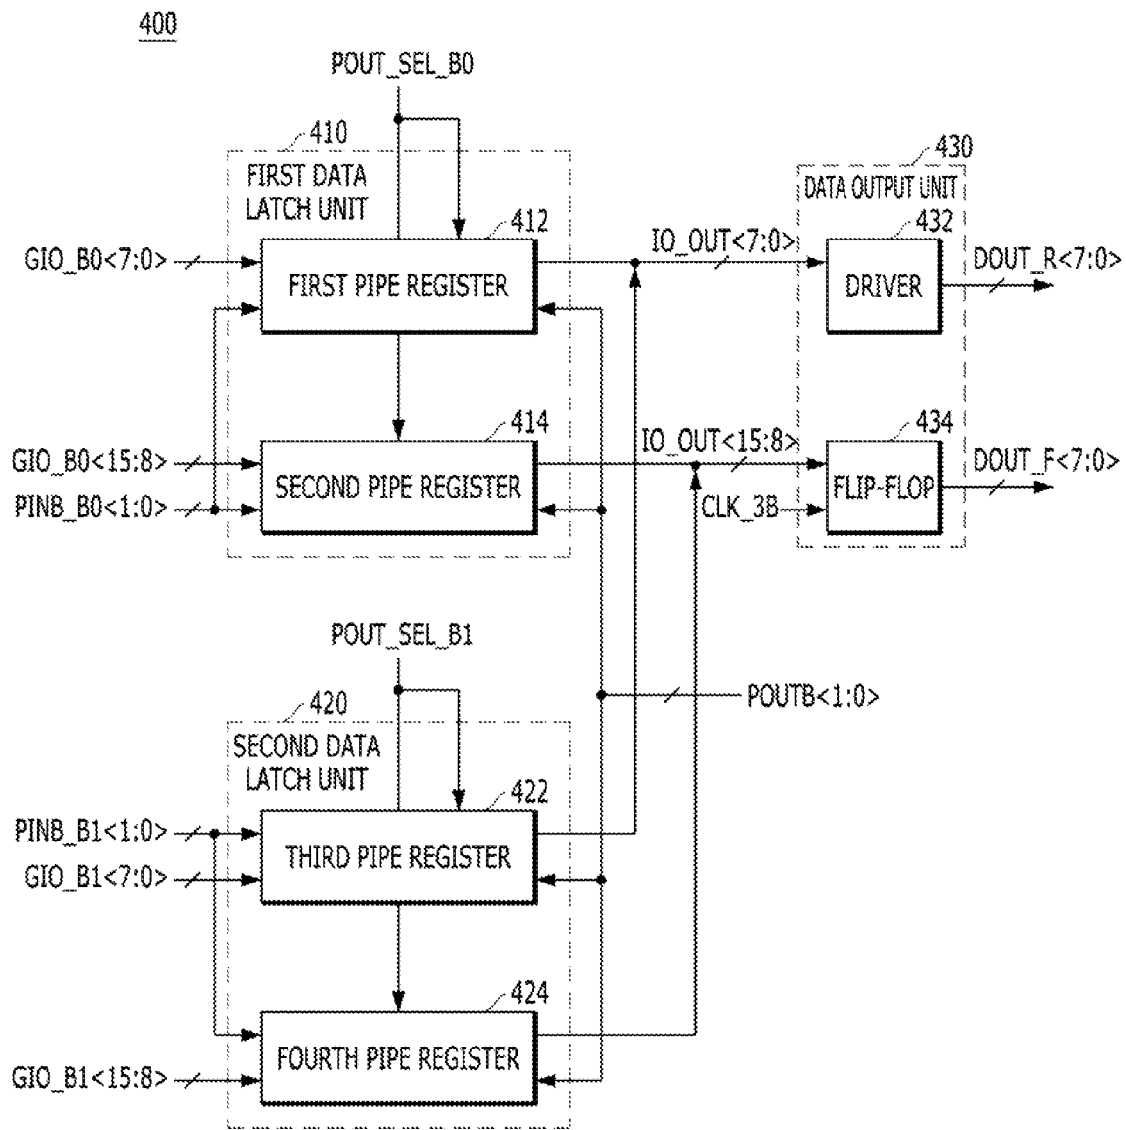 400
POUT_SEL_B0
410
430
FIRST DATA
LATCH UNIT
DATA OUTPUT UNIT
412
432
GIO_B0<7:0>
FIRST PIPE REGISTER
IO_OUT<7:0>
DRIVER
DOUT_R<7:0>
414
434
GIO_B0<15:8>
SECOND PIPE REGISTER
IO_OUT<15:8>
FLIP-FLOP
DOUT_F<7:0>
PINB_B0<1:0>
CLK_3B
POUT_SEL_B1
POUTB<1:0>
420
SECOND DATA
LATCH UNIT
422
PINB_B1<1:0>
THIRD PIPE REGISTER
GIO_B1<7:0>
424
FOURTH PIPE REGISTER
GIO_B1<15:8>